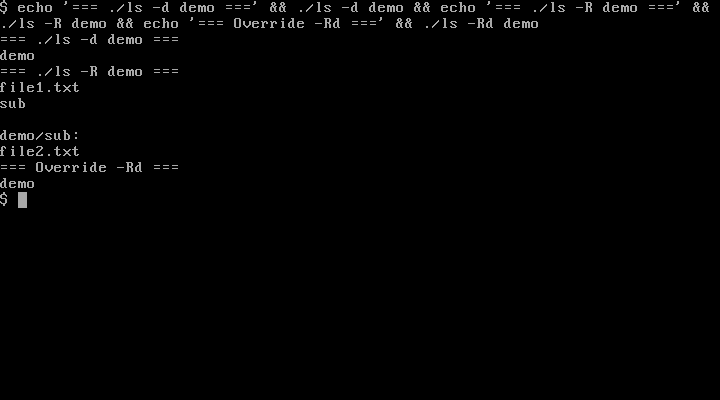 $ echo '=== ./ls -d demo ===' && ./ls -d demo && echo '=== ./ls -R demo ===' &&
./ls -R demo && echo '=== Override -Rd ===' && ./ls -Rd demo
=== ./ls -d demo ===
demo
=== ./ls -R demo ===
file1.txt
sub

demo/sub:
file2.txt
=== Override -Rd ===
demo
$